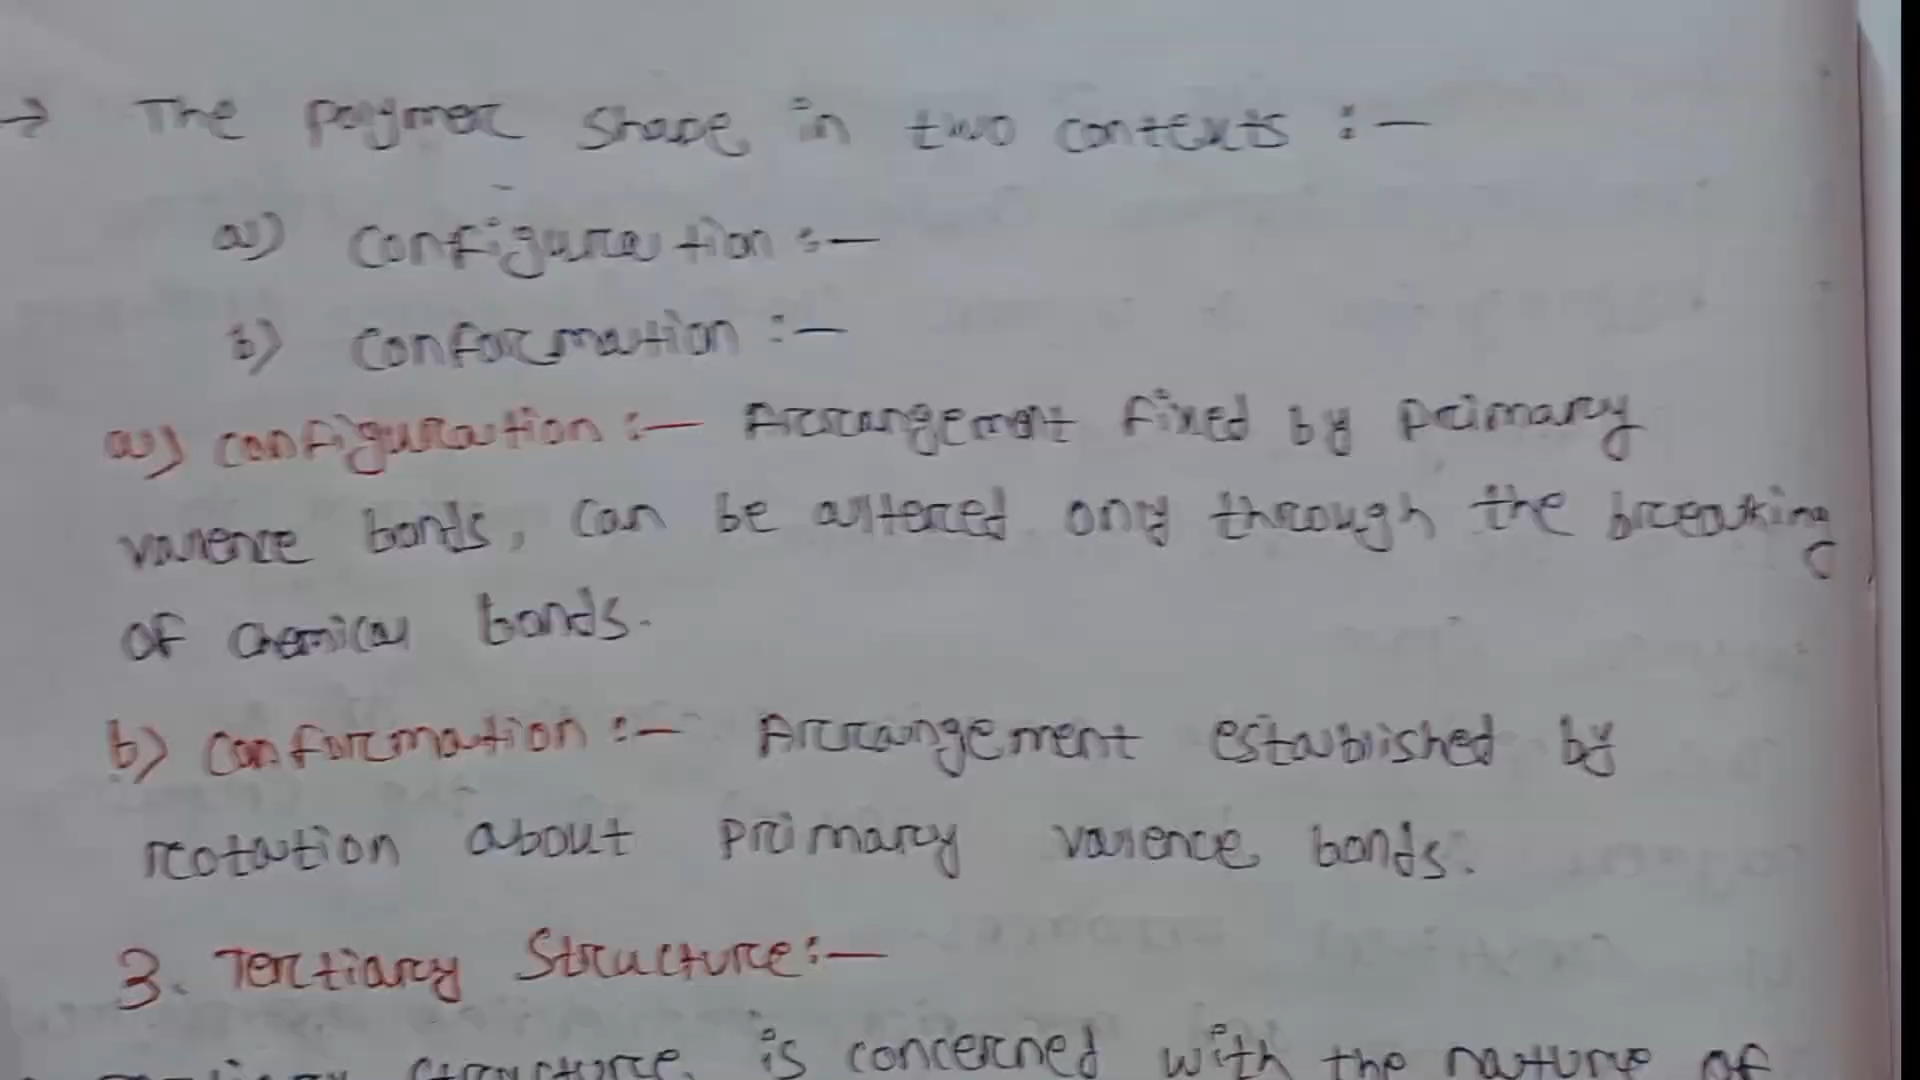 → The polymer shape in two contexts :-
a) configuration :-
b) conformation :-
a) configuration :- Arrangement fixed by primary
valence bonds, can be altered only through the breaking
of chemical bonds.
b) conformation :- Arrangement established by
rotation about primary valence bonds.
3. Tertiary Structure :-
structure is concerned with the nature of